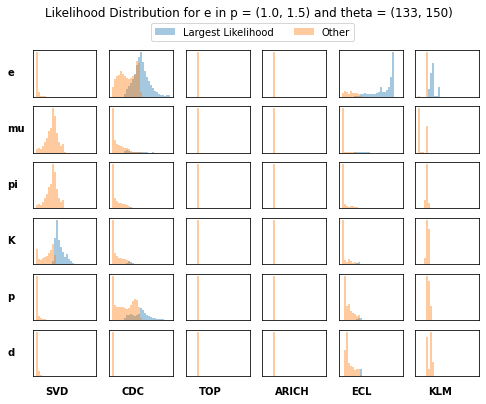 Likelihood Distribution for e in p = (1.0, 1.5) and theta = (133, 150)
Largest Likelihood Other
e
mu
pi
K
p
d
SVD CDC TOP ARICH ECL KLM